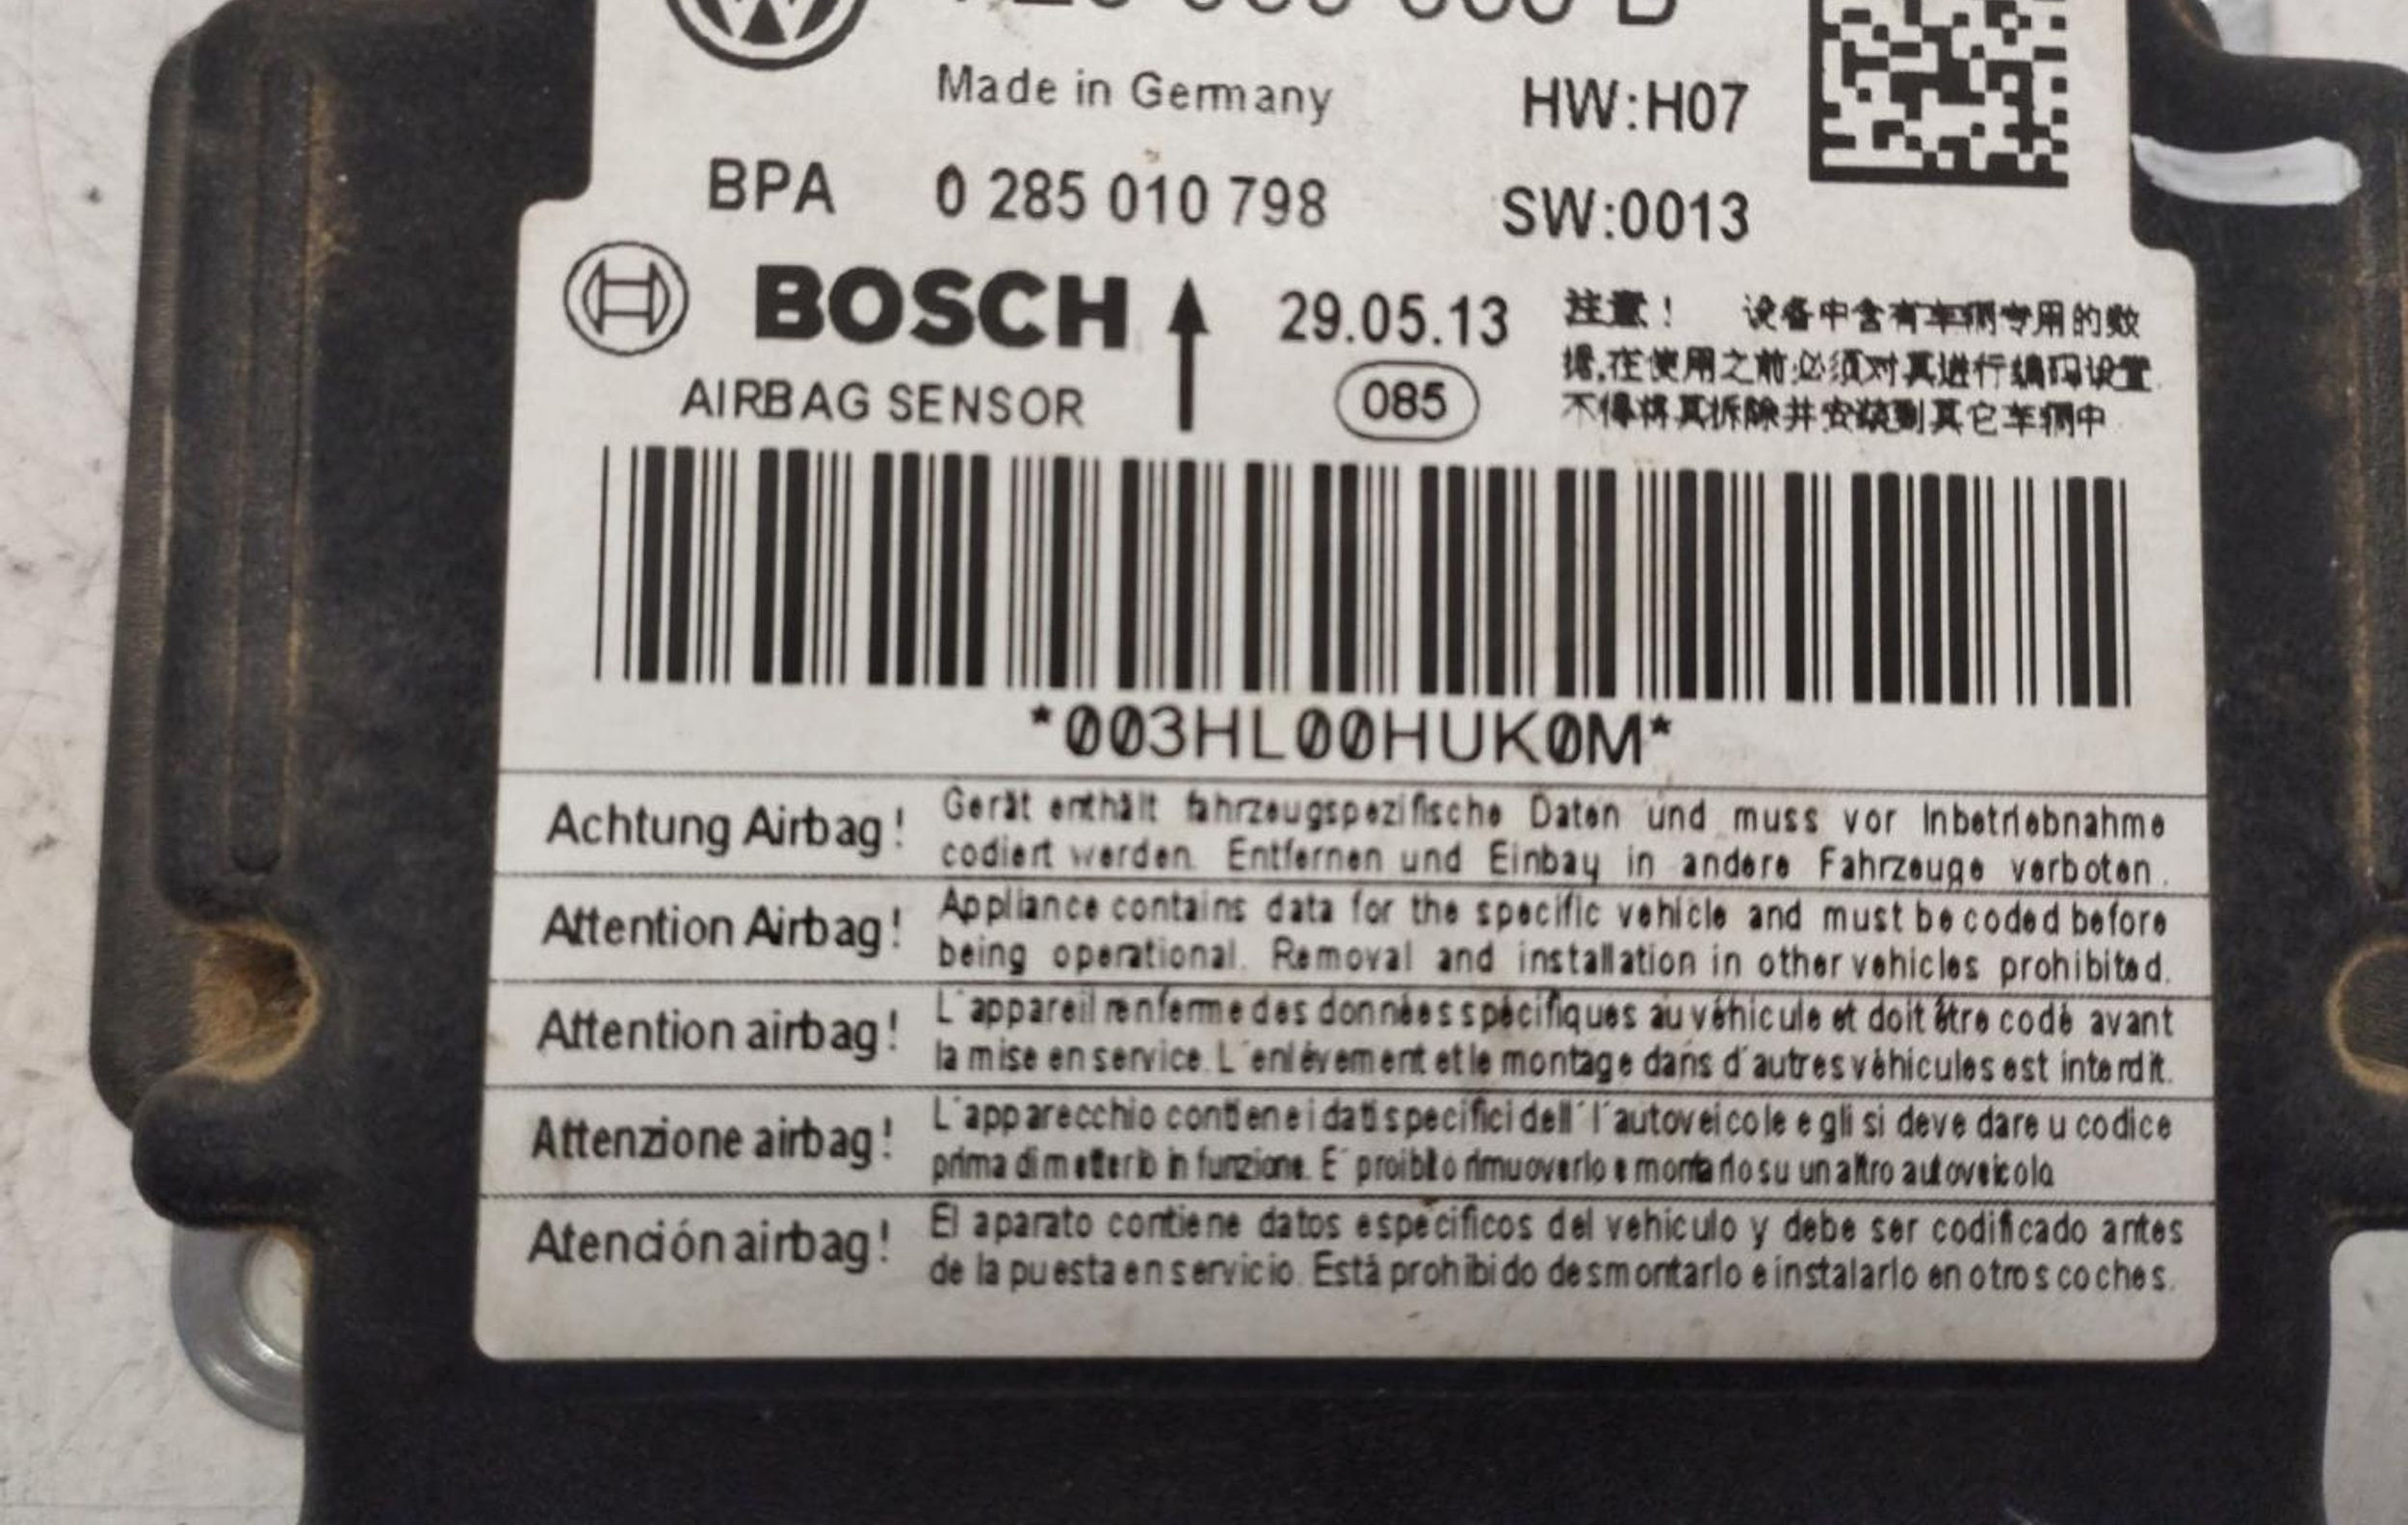 Made in Germany
HW:H07
BPA 0 285 010 798
SW:0013
BOSCH
29.05.13
AIRBAG SENSOR
085
注意! 设备中含有车辆专用的数
据,在使用之前必须对其进行编码设置
不得将其拆除并安装到其它车辆中
*003HL00HUK0M*
Achtung Airbag! Gerät enthält fahrzeugspezifische Daten und muss vor Inbetriebnahme
codiert werden. Entfernen und Einbau in andere Fahrzeuge verboten.
Attention Airbag! Appliance contains data for the specific vehicle and must be coded before
being operational. Removal and installation in other vehicles prohibited.
Attention airbag! L´appareil renferme des données spécifiques au véhicule et doit être codé avant
la mise en service. L´enlévement et le montage dans d´autres véhicules est interdit.
Attenzione airbag! L´apparecchio contiene i dati specifici dell´l´autoveicole e gli si deve dare u codice
prima di metterlo in funzione. E´ proibito rimuoverlo e montarlo su un altro autoveicolo
Atención airbag! El aparato contiene datos especificos del vehiculo y debe ser codificado antes
de la puesta en servicio. Está prohibido desmontarlo e instalarlo en otros coches.